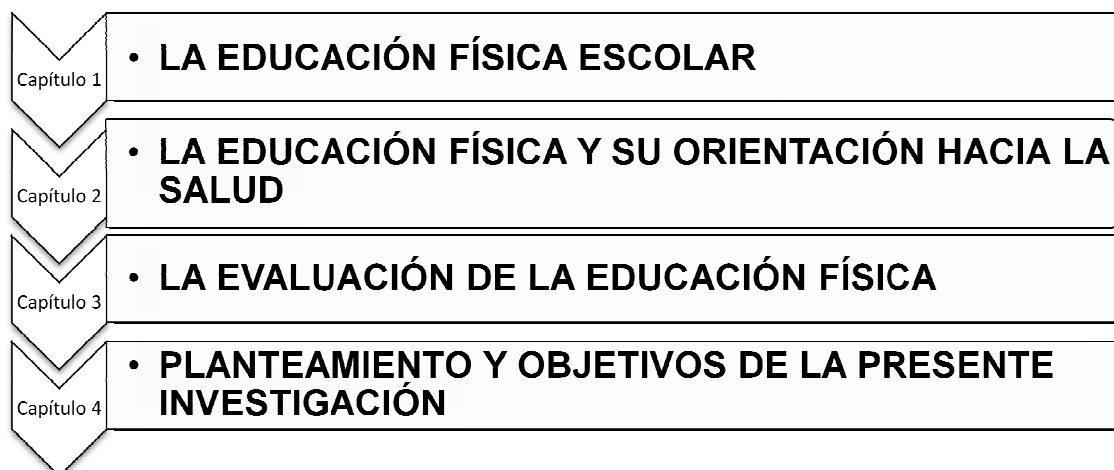 Capítulo 1
• LA EDUCACIÓN FÍSICA ESCOLAR
Capítulo 2
• LA EDUCACIÓN FÍSICA Y SU ORIENTACIÓN HACIA LA
SALUD
Capítulo 3
• LA EVALUACIÓN DE LA EDUCACIÓN FÍSICA
Capítulo 4
• PLANTEAMIENTO Y OBJETIVOS DE LA PRESENTE
INVESTIGACIÓN